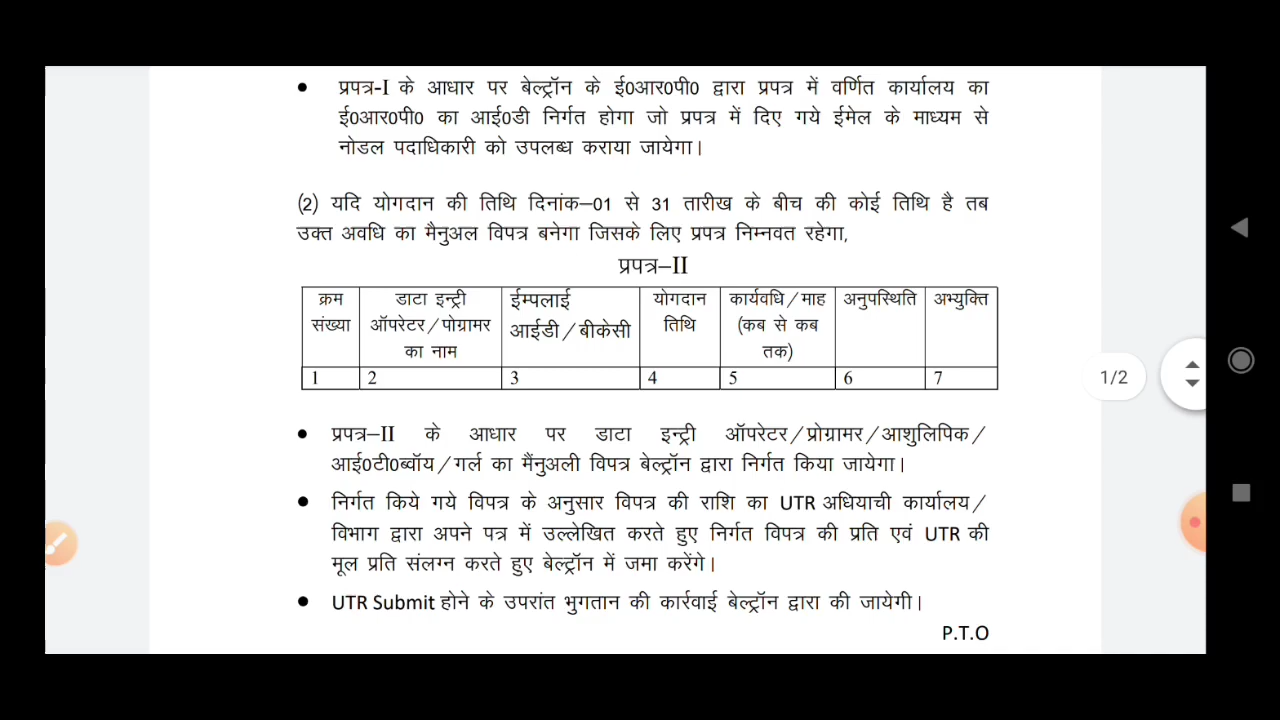 • प्रपत्र-I के आधार पर बेल्ट्रॉन के ई0आर0पी0 द्वारा प्रपत्र में वर्णित कार्यालय का
ई0आर0पी0 का आई0डी निर्गत होगा जो प्रपत्र में दिए गये ईमेल के माध्यम से
नोडल पदाधिकारी को उपलब्ध कराया जायेगा।
(2) यदि योगदान की तिथि दिनांक–01 से 31 तारीख के बीच की कोई तिथि है तब
उक्त अवधि का मैनुअल विपत्र बनेगा जिसके लिए प्रपत्र निम्नवत रहेगा,
प्रपत्र–II
क्रम डाटा इन्ट्री ईम्पलाई योगदान कार्यवधि/माह अनुपस्थिति अभ्युक्ति
संख्या ऑपरेटर/पोग्रामर आईडी/बीकेसी तिथि (कब से कब
का नाम तक)
1 2 3 4 5 6 7
1/2
• प्रपत्र–II के आधार पर डाटा इन्ट्री ऑपरेटर/प्रोग्रामर/आशुलिपिक/
आई0टी0ब्वॉय/गर्ल का मैंनुअली विपत्र बेल्ट्रॉन द्वारा निर्गत किया जायेगा।
• निर्गत किये गये विपत्र के अनुसार विपत्र की राशि का UTR अधियाची कार्यालय/
विभाग द्वारा अपने पत्र में उल्लेखित करते हुए निर्गत विपत्र की प्रति एवं UTR की
मूल प्रति संलग्न करते हुए बेल्ट्रॉन में जमा करेंगे।
• UTR Submit होने के उपरांत भुगतान की कार्रवाई बेल्ट्रॉन द्वारा की जायेगी।
P.T.O